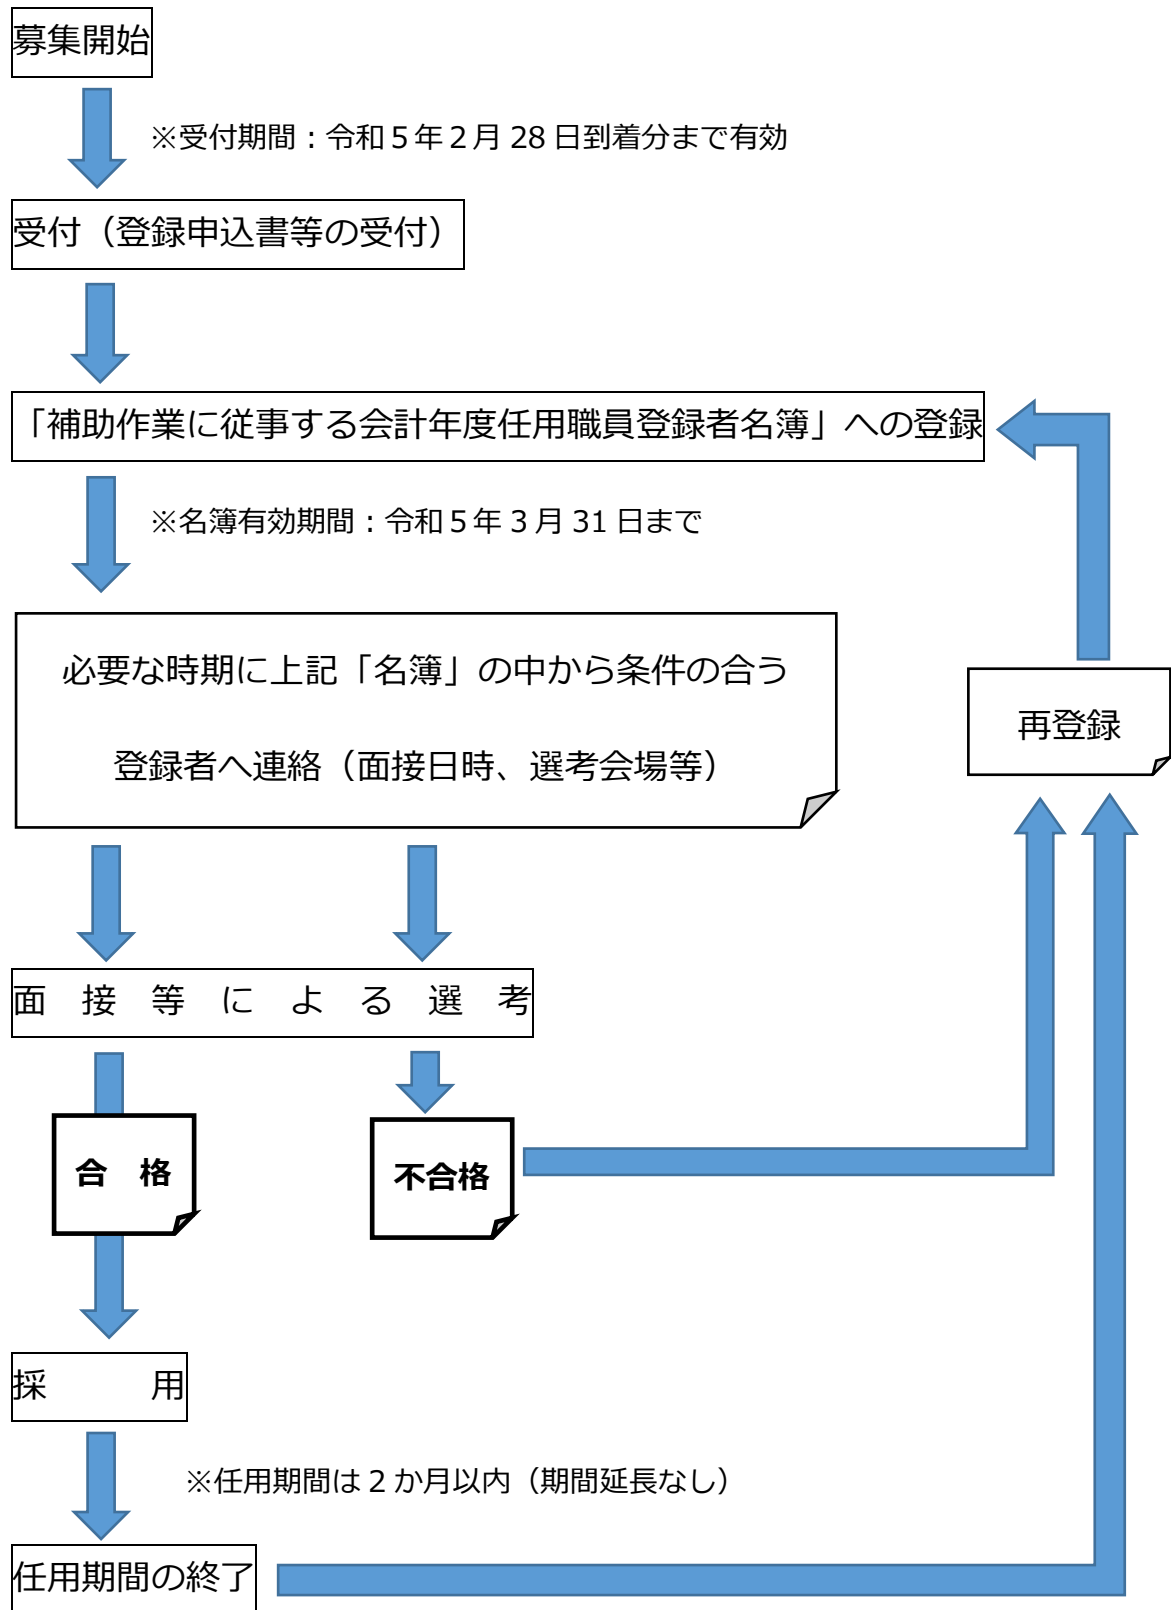 募集開始
※受付期間：令和５年２月 28 日到着分まで有効
受付（登録申込書等の受付）
「補助作業に従事する会計年度任用職員登録者名簿」への登録
※名簿有効期間：令和５年３月 31 日まで
必要な時期に上記「名簿」の中から条件の合う
登録者へ連絡（面接日時、選考会場等）
再登録
面　接　等　に　よ　る　選　考
合　格
不合格
採　　　用
※任用期間は２か月以内（期間延長なし）
任用期間の終了